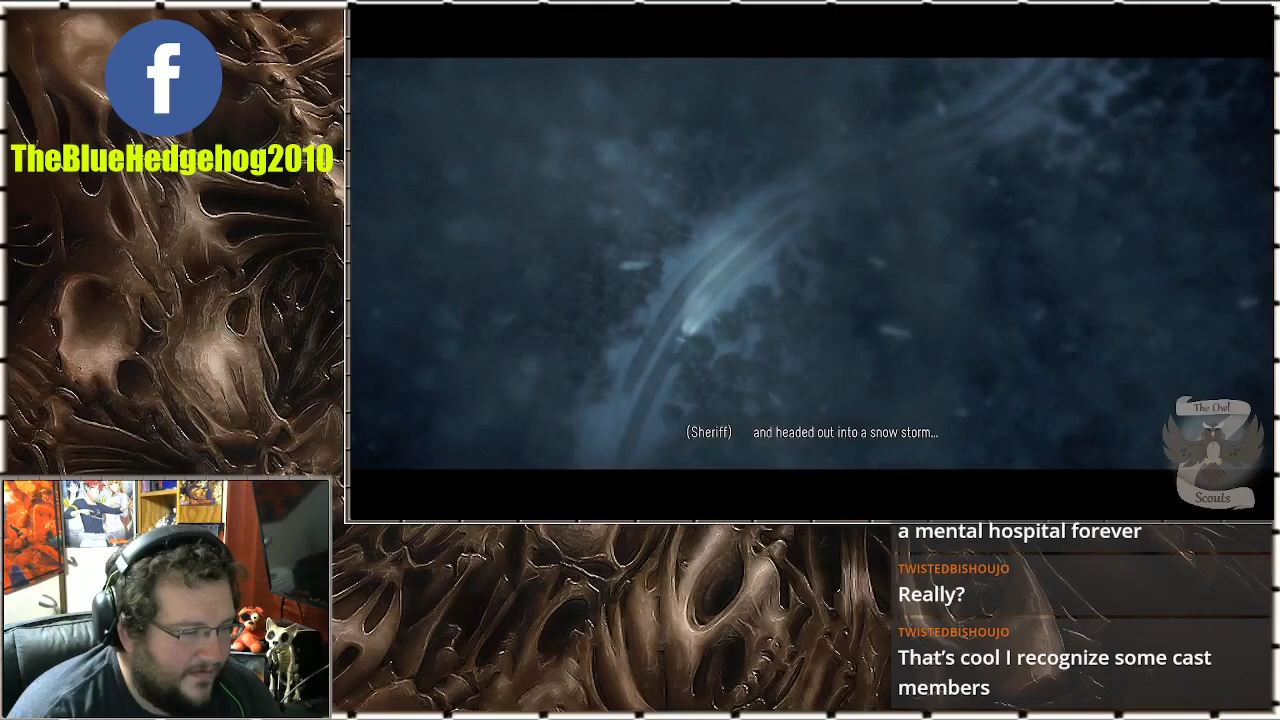 f
TheBlueHedgehog2010
(Sheriff) and headed out into a snow storm...
The Owl
Scouts
a mental hospital forever
TWISTEDBISHOUJO
Really?
TWISTEDBISHOUJO
That's cool I recognize some cast
members